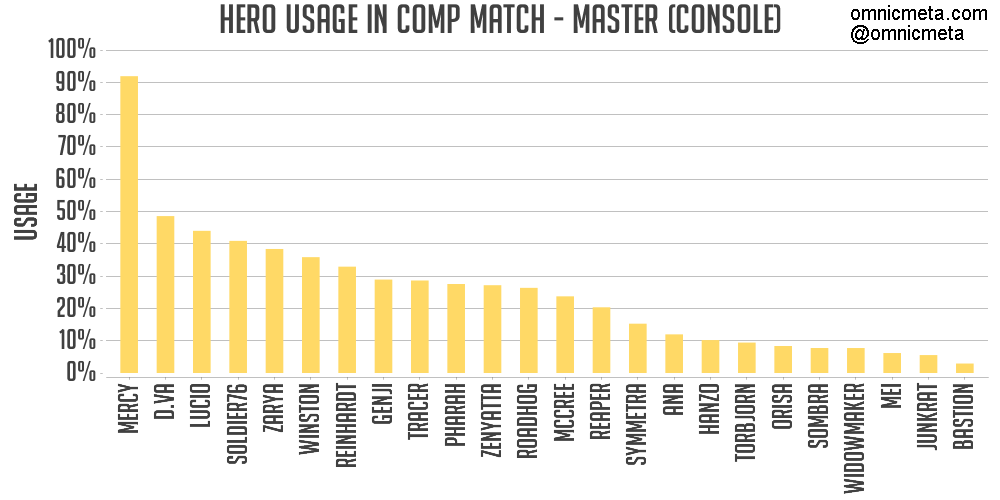 HERO USAGE IN COMP MATCH - MASTER (CONSOLE)
omnicmeta.com
@omnicmeta
100%
90%
80%
70%
60%
50%
40%
30%
20%
10%
0%
USAGE
MERCY
D.VA
LUCIO
SOLDIER76
ZARYA
WINSTON
REINHARDT
GENJI
TRACER
PHARAH
ZENYATTA
ROADHOG
MCCREE
REAPER
SYMMETRA
ANA
HANZO
TORBJORN
ORISA
SOMBRA
WIDOWMAKER
MEI
JUNKRAT
BASTION